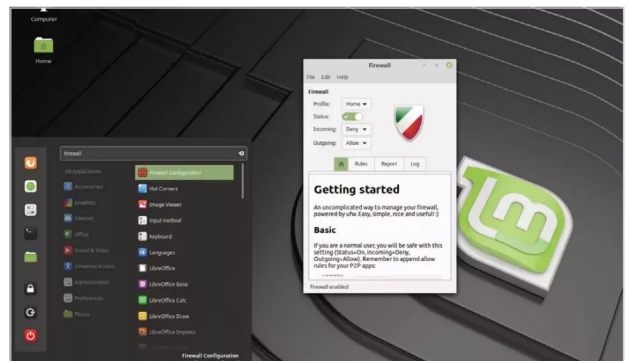 Computer
Home
firewall
All Applications
Accessories
Graphics
Internet
Office
Sound & Video
Universal Access
Administration
Preferences
Places
Firewall Configuration
Hot Corners
Image Viewer
Input method
Keyboard
Languages
LibreOffice
LibreOffice Base
LibreOffice Calc
LibreOffice Draw
LibreOffice Impress
Firewall Configuration
Firewall
File Edit Help
Firewall
Profile: Home
Status:
Incoming: Deny
Outgoing: Allow
Rules Report Log
Getting started
An uncomplicated way to manage your firewall,
powered by ufw. Easy, simple, nice and useful! :)
Basic
If you are a normal user, you will be safe with this
setting (Status=On, Incoming=Deny,
Outgoing=Allow). Remember to append allow
rules for your P2P apps:
Firewall enabled